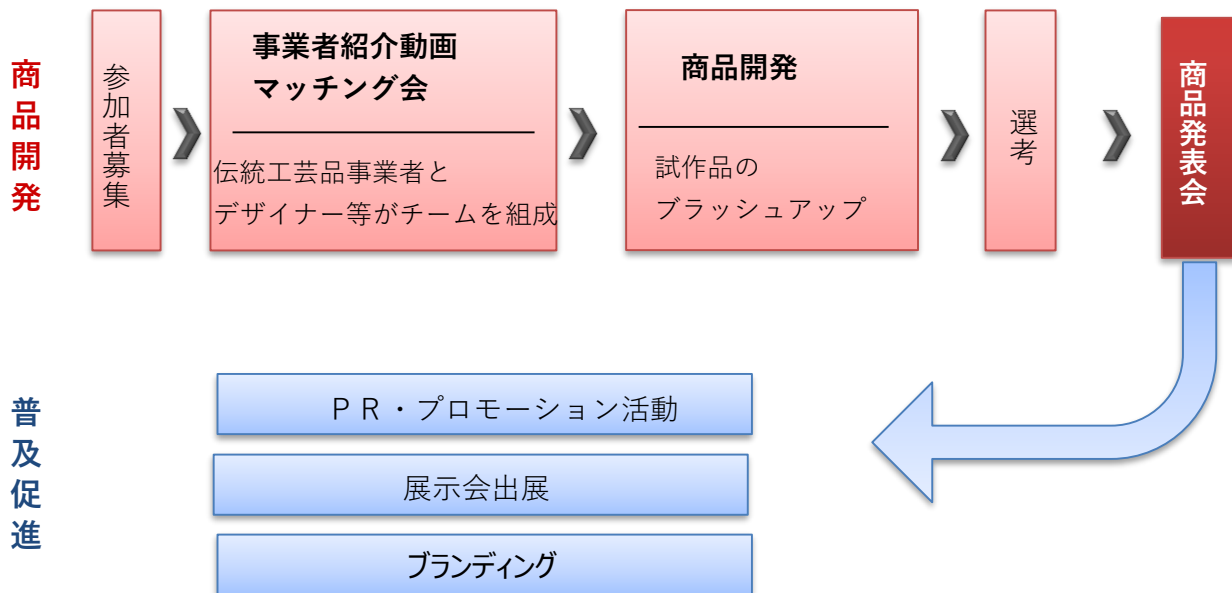 商品開発
参加者募集
事業者紹介動画
マッチング会
伝統工芸品事業者と
デザイナー等がチームを組成
商品開発
試作品の
ブラッシュアップ
選考
商品発表会
普及促進
ＰＲ・プロモーション活動
展示会出展
ブランディング